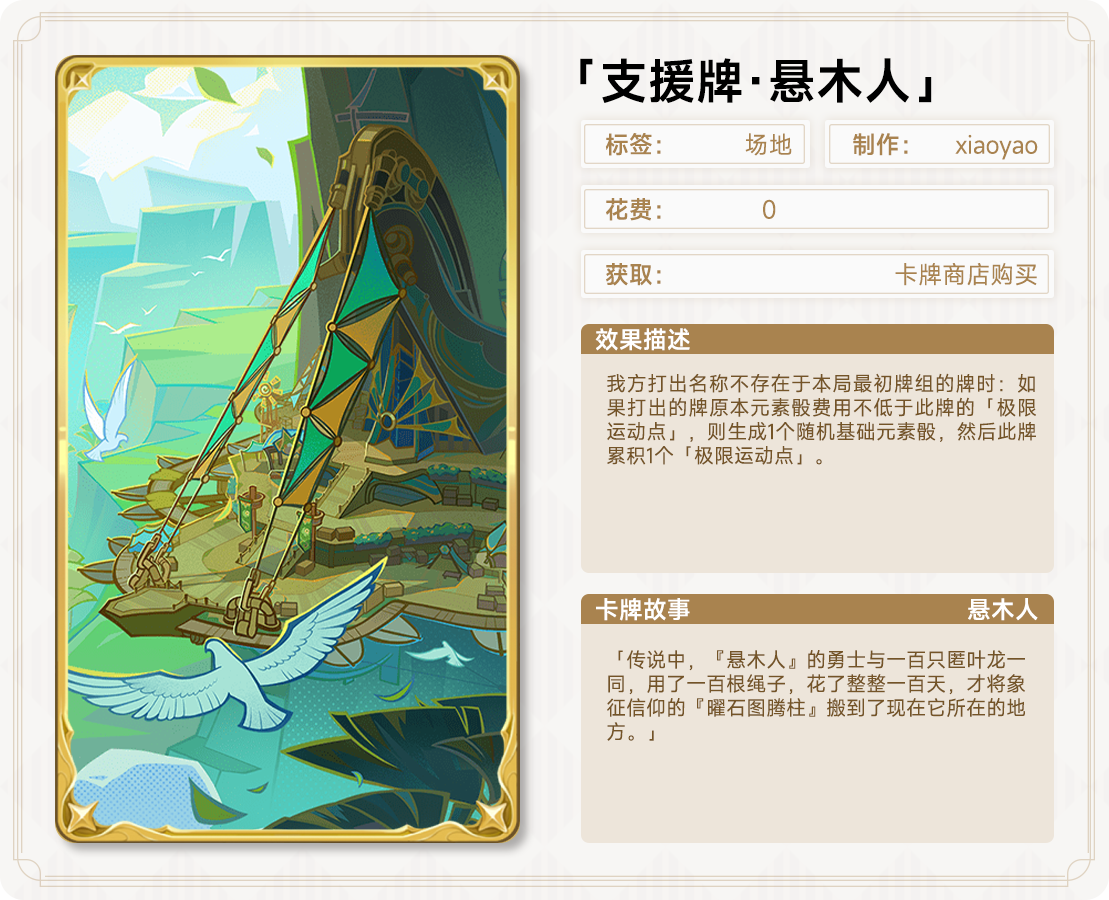 「支援牌·悬木人」
标签： 场地 制作： xiaoyao
花费： 0
获取： 卡牌商店购买
效果描述
我方打出名称不存在于本局最初牌组的牌时：如
果打出的牌原本元素骰费用不低于此牌的「极限
运动点」，则生成1个随机基础元素骰，然后此牌
累积1个「极限运动点」。
卡牌故事 悬木人
「传说中，『悬木人』的勇士与一百只匿叶龙一
同，用了一百根绳子，花了整整一百天，才将象
征信仰的『曜石图腾柱』搬到了现在它所在的地
方。」